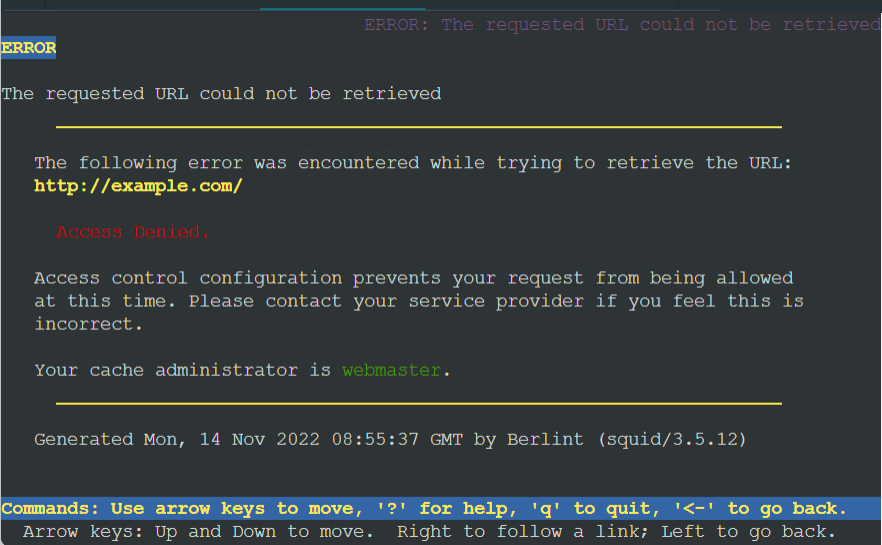 ERROR: The requested URL could not be retrieved
ERROR
The requested URL could not be retrieved
The following error was encountered while trying to retrieve the URL:
http://example.com/
Access Denied.
Access control configuration prevents your request from being allowed
at this time. Please contact your service provider if you feel this is
incorrect.
Your cache administrator is webmaster.
Generated Mon, 14 Nov 2022 08:55:37 GMT by Berlint (squid/3.5.12)
Commands: Use arrow keys to move, '?' for help, 'q' to quit, '<-' to go back.
Arrow keys: Up and Down to move.  Right to follow a link; Left to go back.